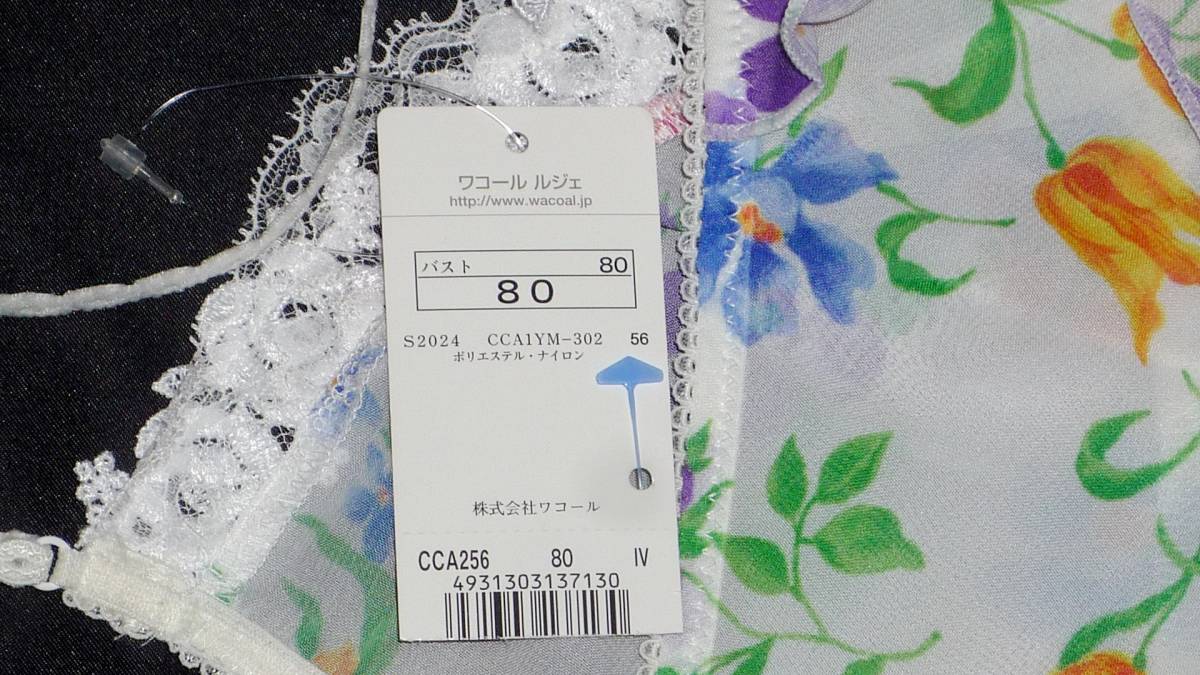 ワコール ルジェ
http://www.wacoal.jp
バスト 80
80
S2024 CCA1YM-302 56
ポリエステル・ナイロン
株式会社ワコール
CCA256 80 IV
4931303137130